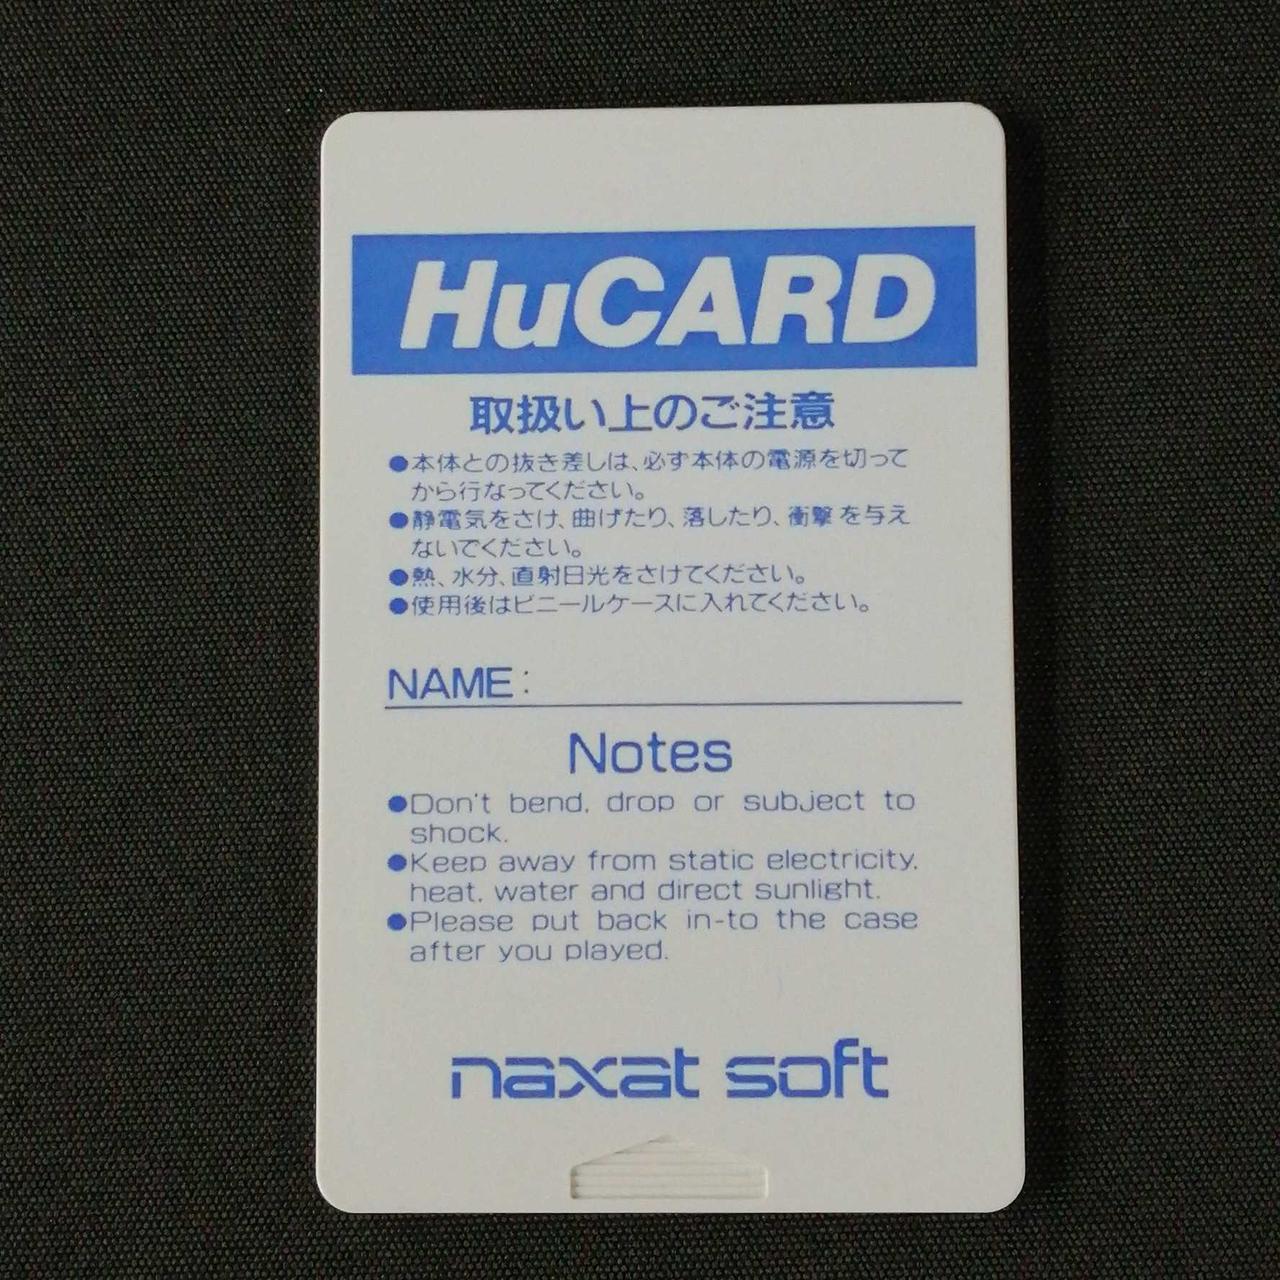 HuCARD
取扱い上のご注意
●本体との抜き差しは、必ず本体の電源を切って
から行なってください。
●静電気をさけ、曲げたり、落したり、衝撃を与え
ないでください。
●熱、水分、直射日光をさけてください。
●使用後はビニールケースに入れてください。
NAME:
Notes
●Don't bend, drop or subject to
shock.
●Keep away from static electricity,
heat, water and direct sunlight.
●Please put back in-to the case
after you played.
naxat soft